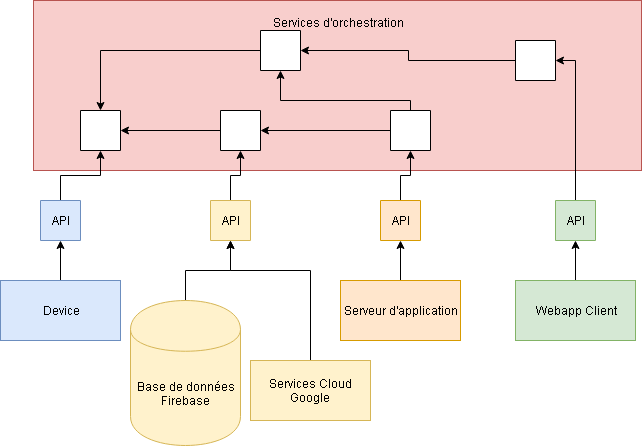 Services d'orchestration
API
API
API
API
Device
Serveur d'application
Webapp Client
Base de données
Firebase
Services Cloud
Google